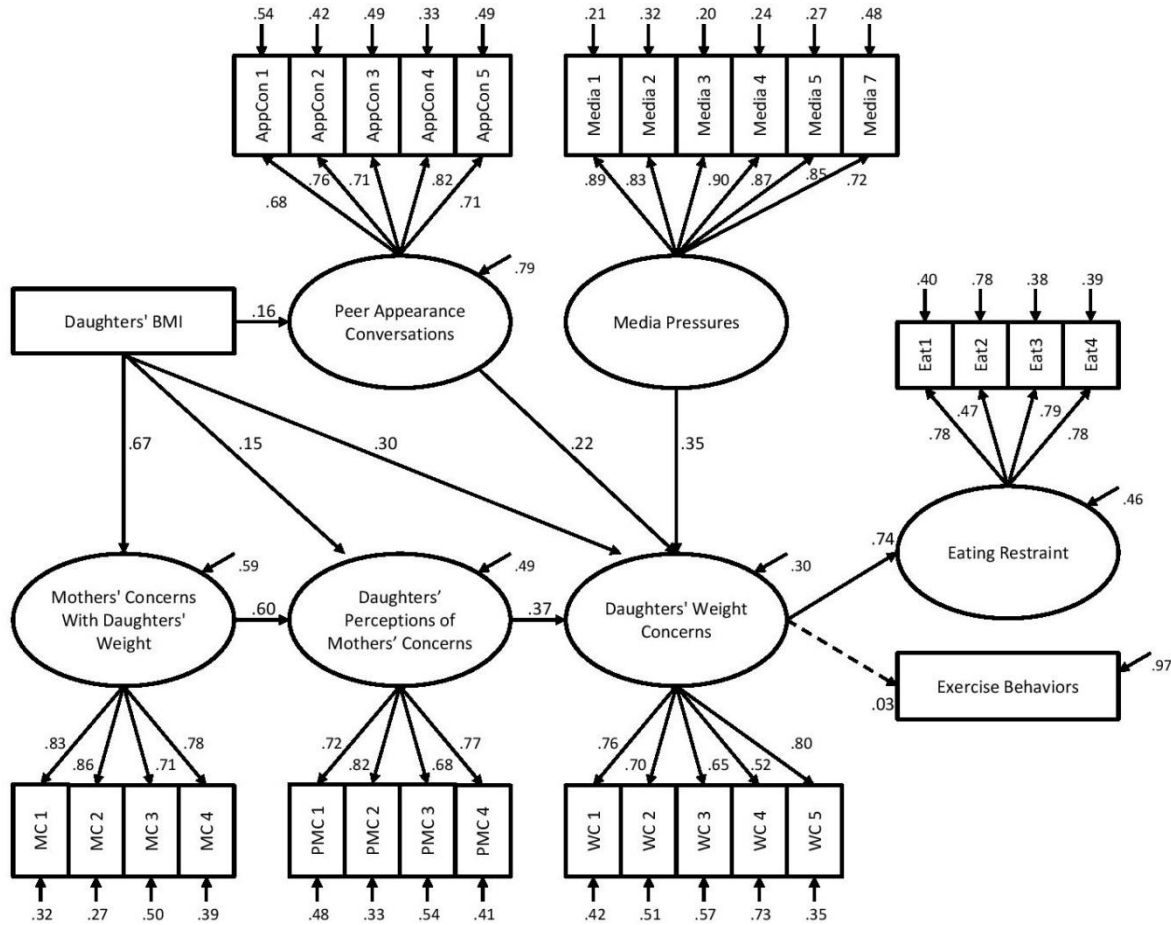 .54 .42 .49 .33 .49
.21 .32 .20 .24 .27 .48
AppCon 1
AppCon 2
AppCon 3
AppCon 4
AppCon 5
Media 1
Media 2
Media 3
Media 4
Media 5
Media 7
.68 .76 .71 .82 .71
.89 .83 .90 .87 .85 .72
.79
Daughters' BMI
.16
Peer Appearance
Conversations
Media Pressures
.40 .78 .38 .39
Eat1
Eat2
Eat3
Eat4
.78 .47 .79 .78
.67 .15 .30 .22 .35
.46
.74
Eating Restraint
.59 .49 .30
Mothers' Concerns
With Daughters'
Weight
.60
Daughters’
Perceptions of
Mothers’ Concerns
.37
Daughters' Weight
Concerns
.03
Exercise Behaviors
.97
.83 .86 .71 .78
.72 .82 .68 .77
.76 .70 .65 .52 .80
MC 1
MC 2
MC 3
MC 4
PMC 1
PMC 2
PMC 3
PMC 4
WC 1
WC 2
WC 3
WC 4
WC 5
.32 .27 .50 .39
.48 .33 .54 .41
.42 .51 .57 .73 .35